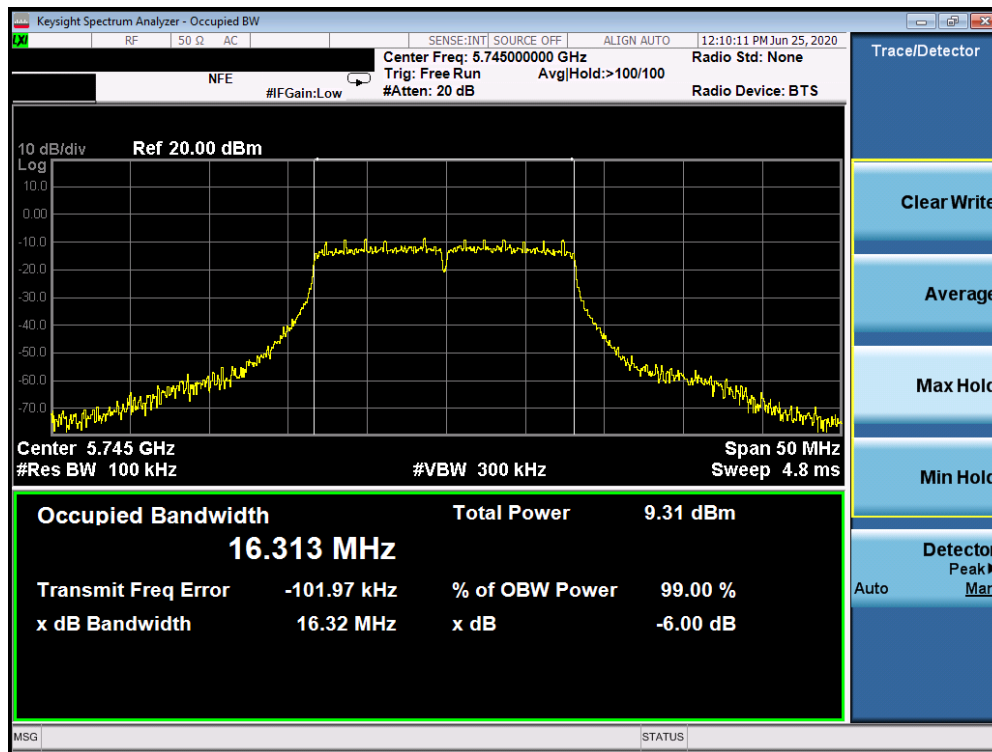 Keysight Spectrum Analyzer - Occupied BW
LXI RF 50 Ω AC SENSE:INT SOURCE OFF ALIGN AUTO 12:10:11 PM Jun 25, 2020
Center Freq: 5.745000000 GHz Radio Std: None
NFE Trig: Free Run Avg|Hold:>100/100
#IFGain:Low #Atten: 20 dB Radio Device: BTS
Trace/Detector
10 dB/div Ref 20.00 dBm
Log
10.0
0.00
-10.0
-20.0
-30.0
-40.0
-50.0
-60.0
-70.0
Center 5.745 GHz Span 50 MHz
#Res BW 100 kHz #VBW 300 kHz Sweep 4.8 ms
Occupied Bandwidth Total Power 9.31 dBm
16.313 MHz
Transmit Freq Error -101.97 kHz % of OBW Power 99.00 %
x dB Bandwidth 16.32 MHz x dB -6.00 dB
Clear Write
Average
Max Hold
Min Hold
Detector
Peak
Auto Man
MSG STATUS